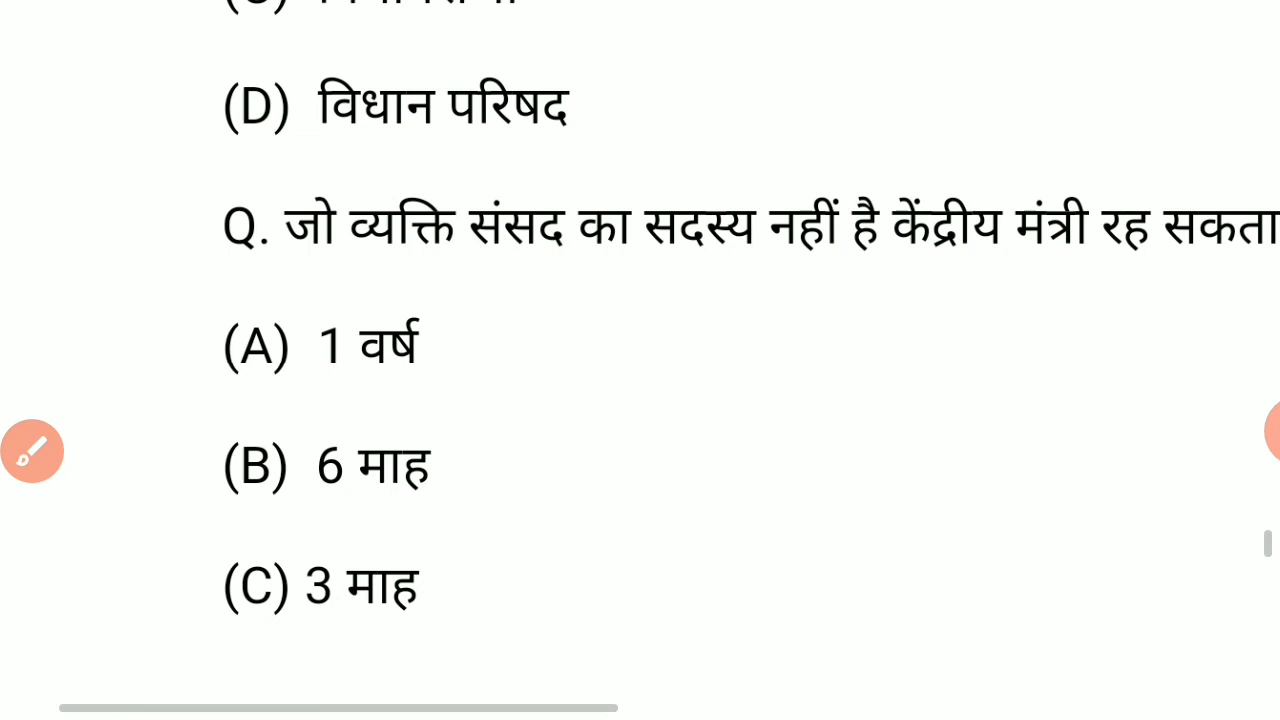 (D) विधान परिषद
Q. जो व्यक्ति संसद का सदस्य नहीं है केंद्रीय मंत्री रह सकता
(A) 1 वर्ष
(B) 6 माह
(C) 3 माह